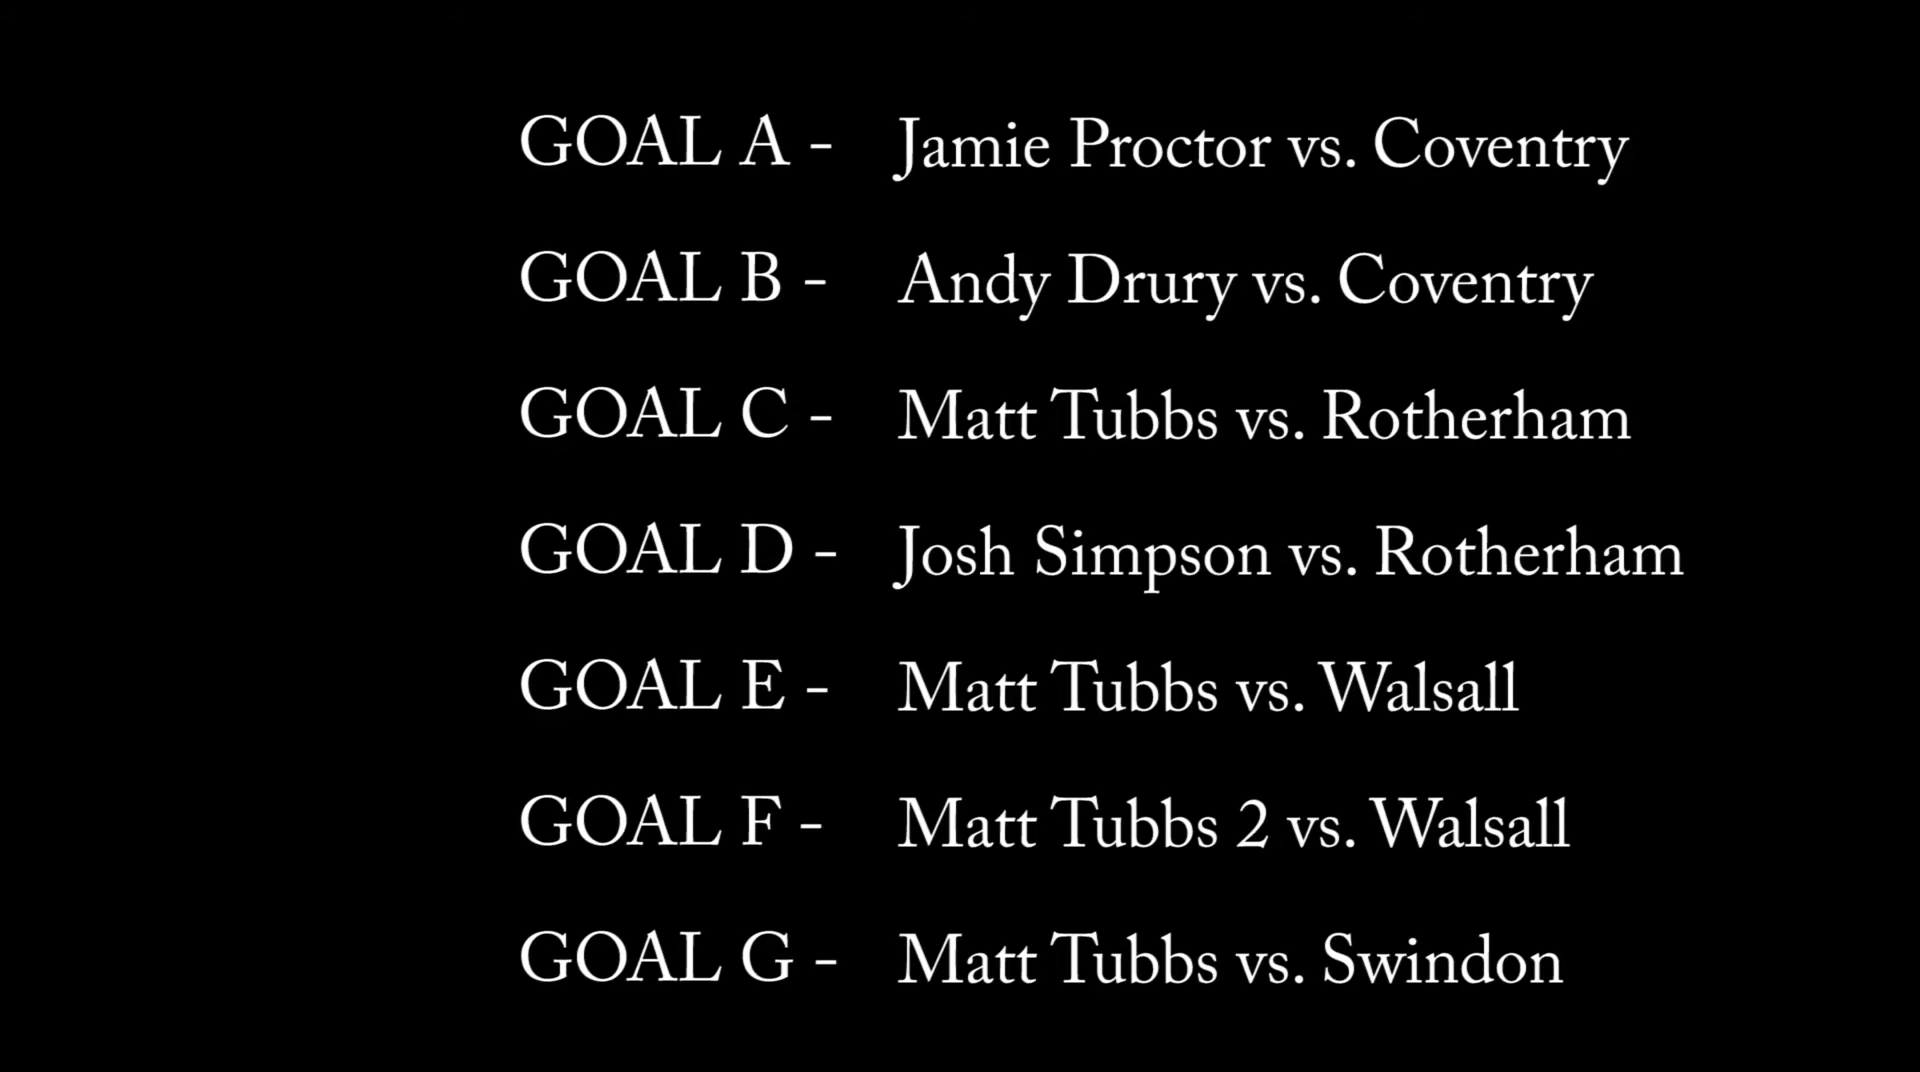 GOAL A - Jamie Proctor vs. Coventry
GOAL B - Andy Drury vs. Coventry
GOAL C - Matt Tubbs vs. Rotherham
GOAL D - Josh Simpson vs. Rotherham
GOAL E - Matt Tubbs vs. Walsall
GOAL F - Matt Tubbs 2 vs. Walsall
GOAL G - Matt Tubbs vs. Swindon